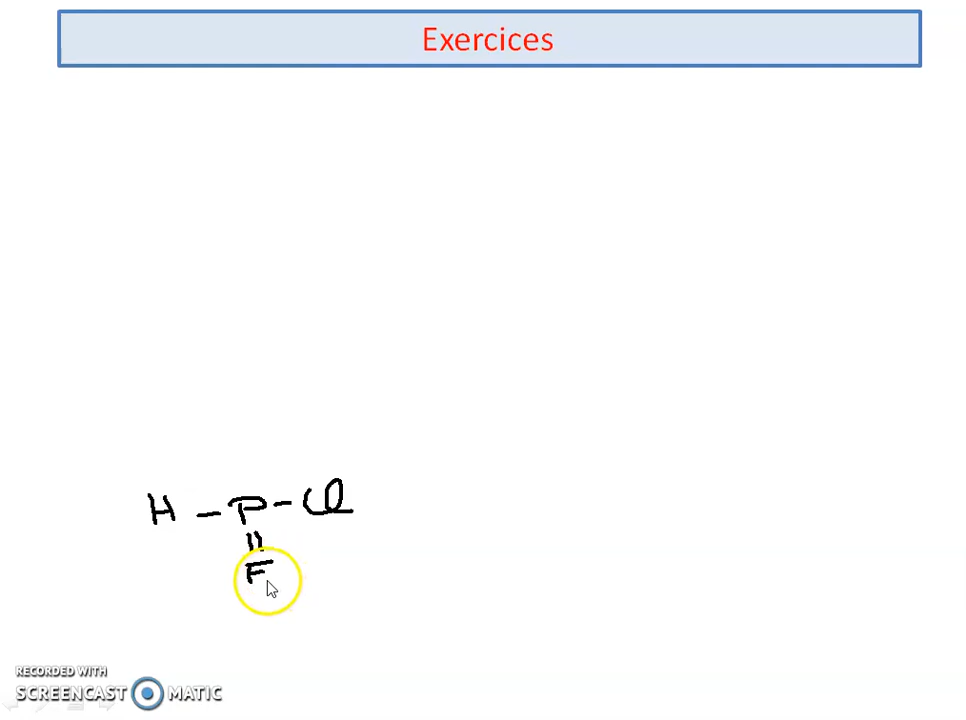 Exercices
H - P - Cl
=
F
RECORDED WITH
SCREENCAST MATIC